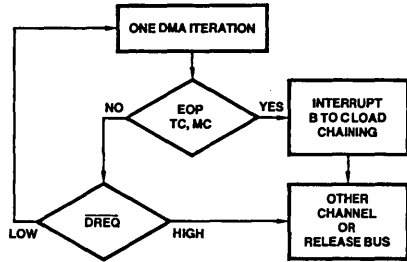 ONE DMA ITERATION
EOP
TC, MC
NO
YES
INTERRUPT
B TO C LOAD
CHAINING
DREQ
LOW
HIGH
OTHER
CHANNEL
OR
RELEASE BUS